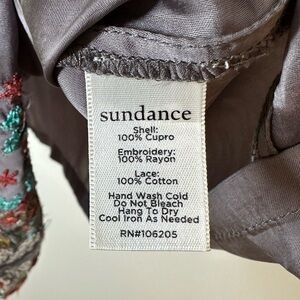 sundance
Shell:
100% Cupro
Embroidery:
100% Rayon
Lace:
100% Cotton
Hand Wash Cold
Do Not Bleach
Hang To Dry
Cool Iron As Needed
RN#106205